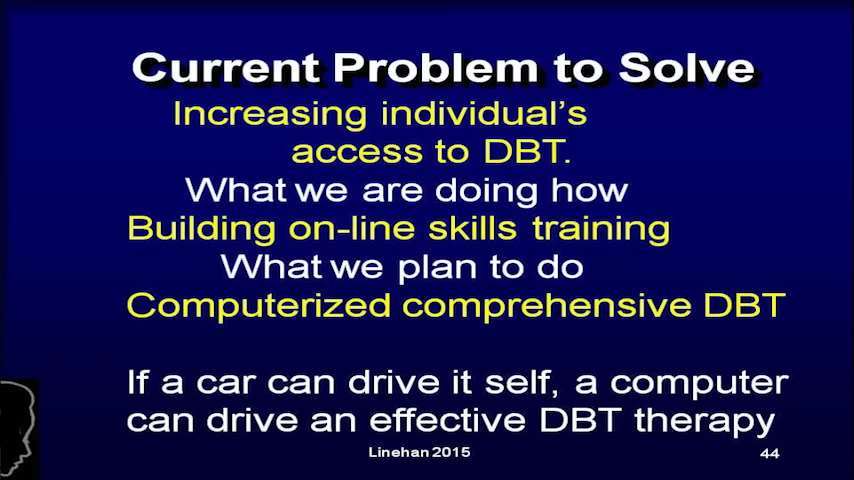 Current Problem to Solve
Increasing individual's
access to DBT.
What we are doing how
Building on-line skills training
What we plan to do
Computerized comprehensive DBT
If a car can drive it self, a computer
can drive an effective DBT therapy
Linehan 2015
44